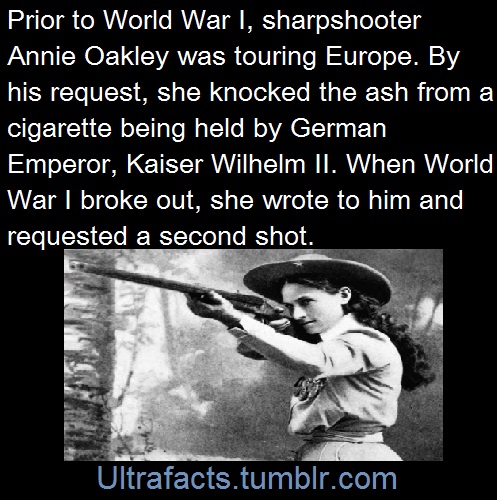 Prior to World War I, sharpshooter
Annie Oakley was touring Europe. By
his request, she knocked the ash from a
cigarette being held by German
Emperor, Kaiser Wilhelm II. When World
War I broke out, she wrote to him and
requested a second shot.
Ultrafacts.tumblr.com